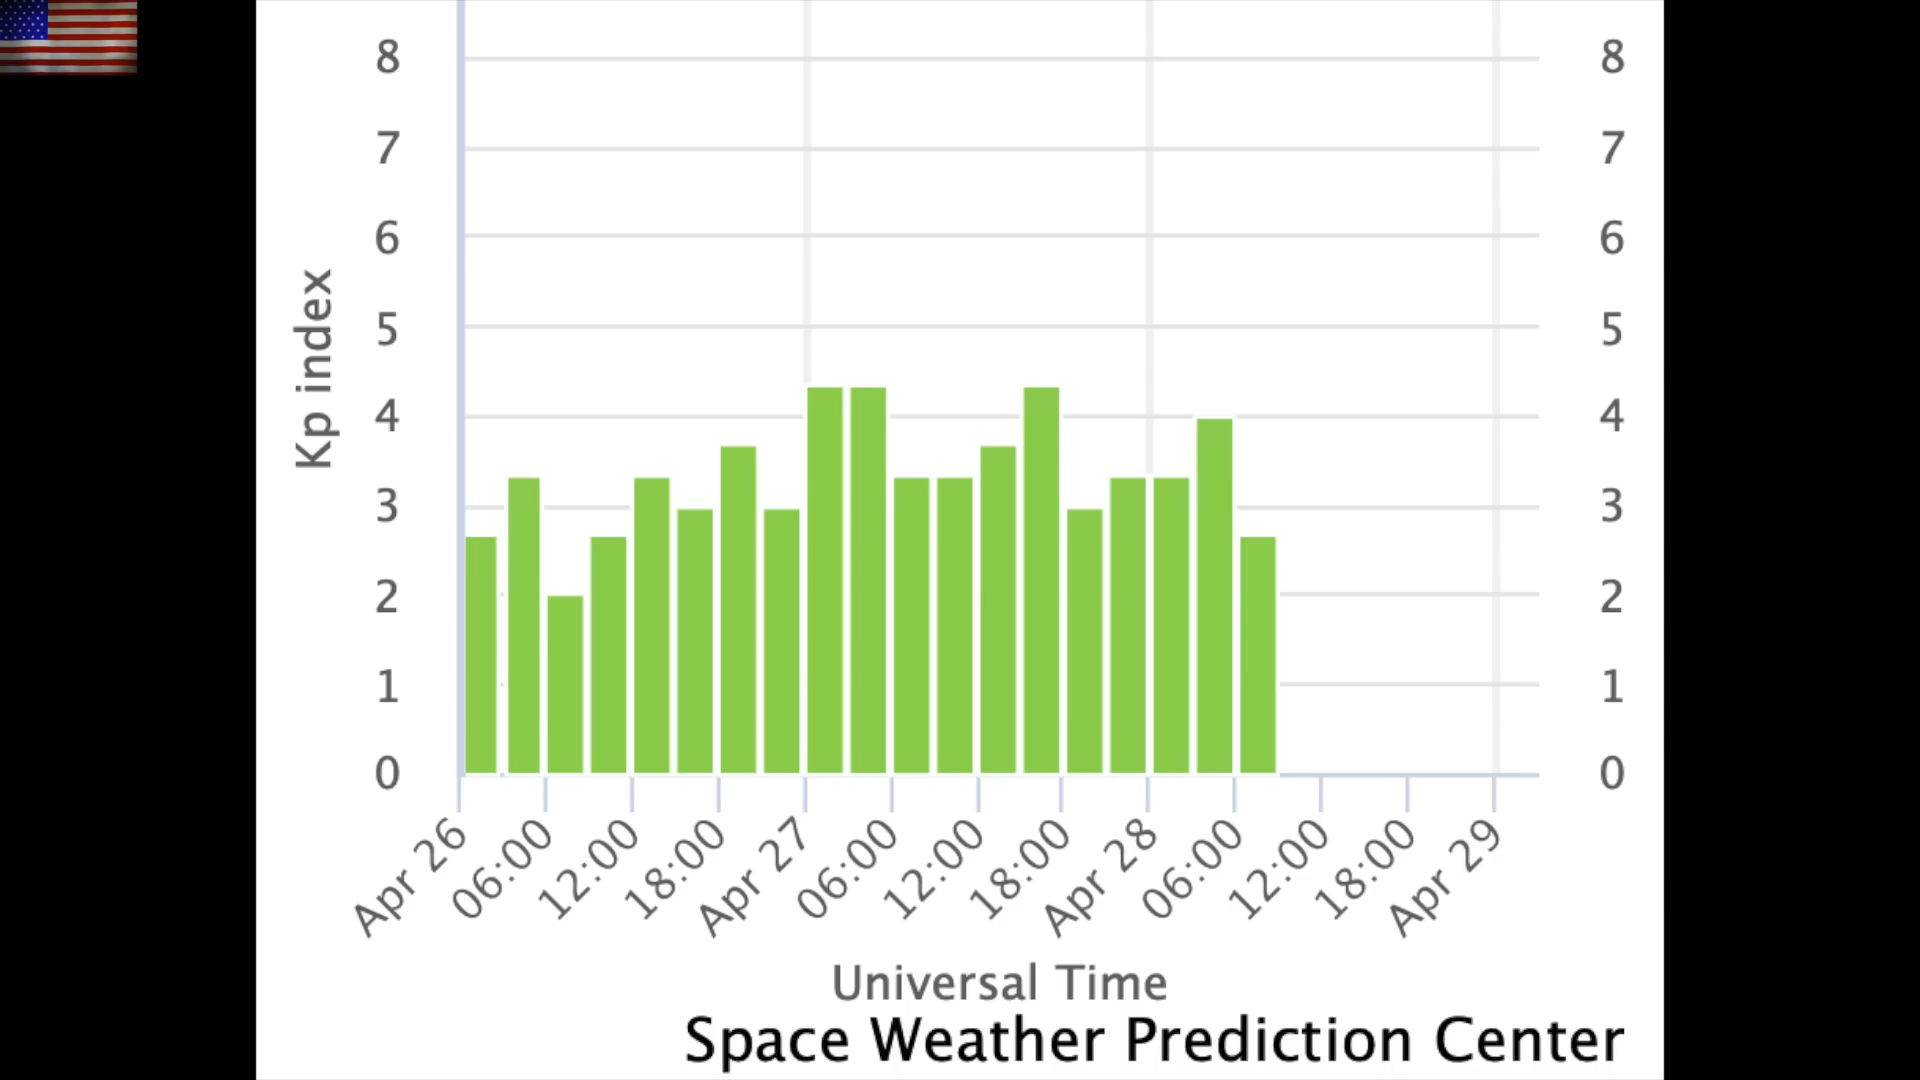 8 8
7 7
6 6
5 5
4 4
3 3
2 2
1 1
0 0
Kp index
Apr 26 06:00 12:00 18:00 Apr 27 06:00 12:00 18:00 Apr 28 06:00 12:00 18:00 Apr 29
Universal Time
Space Weather Prediction Center